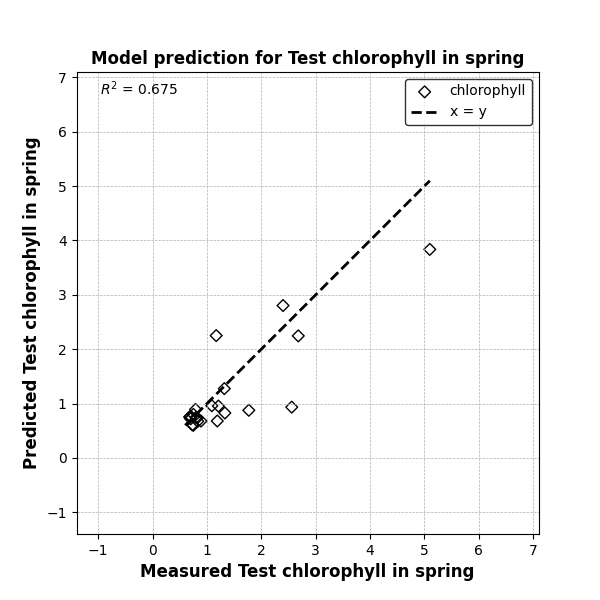 Model prediction for Test chlorophyll in spring
R² = 0.675
chlorophyll
x = y
Predicted Test chlorophyll in spring
7
6
5
4
3
2
1
0
−1
−1 0 1 2 3 4 5 6 7
Measured Test chlorophyll in spring